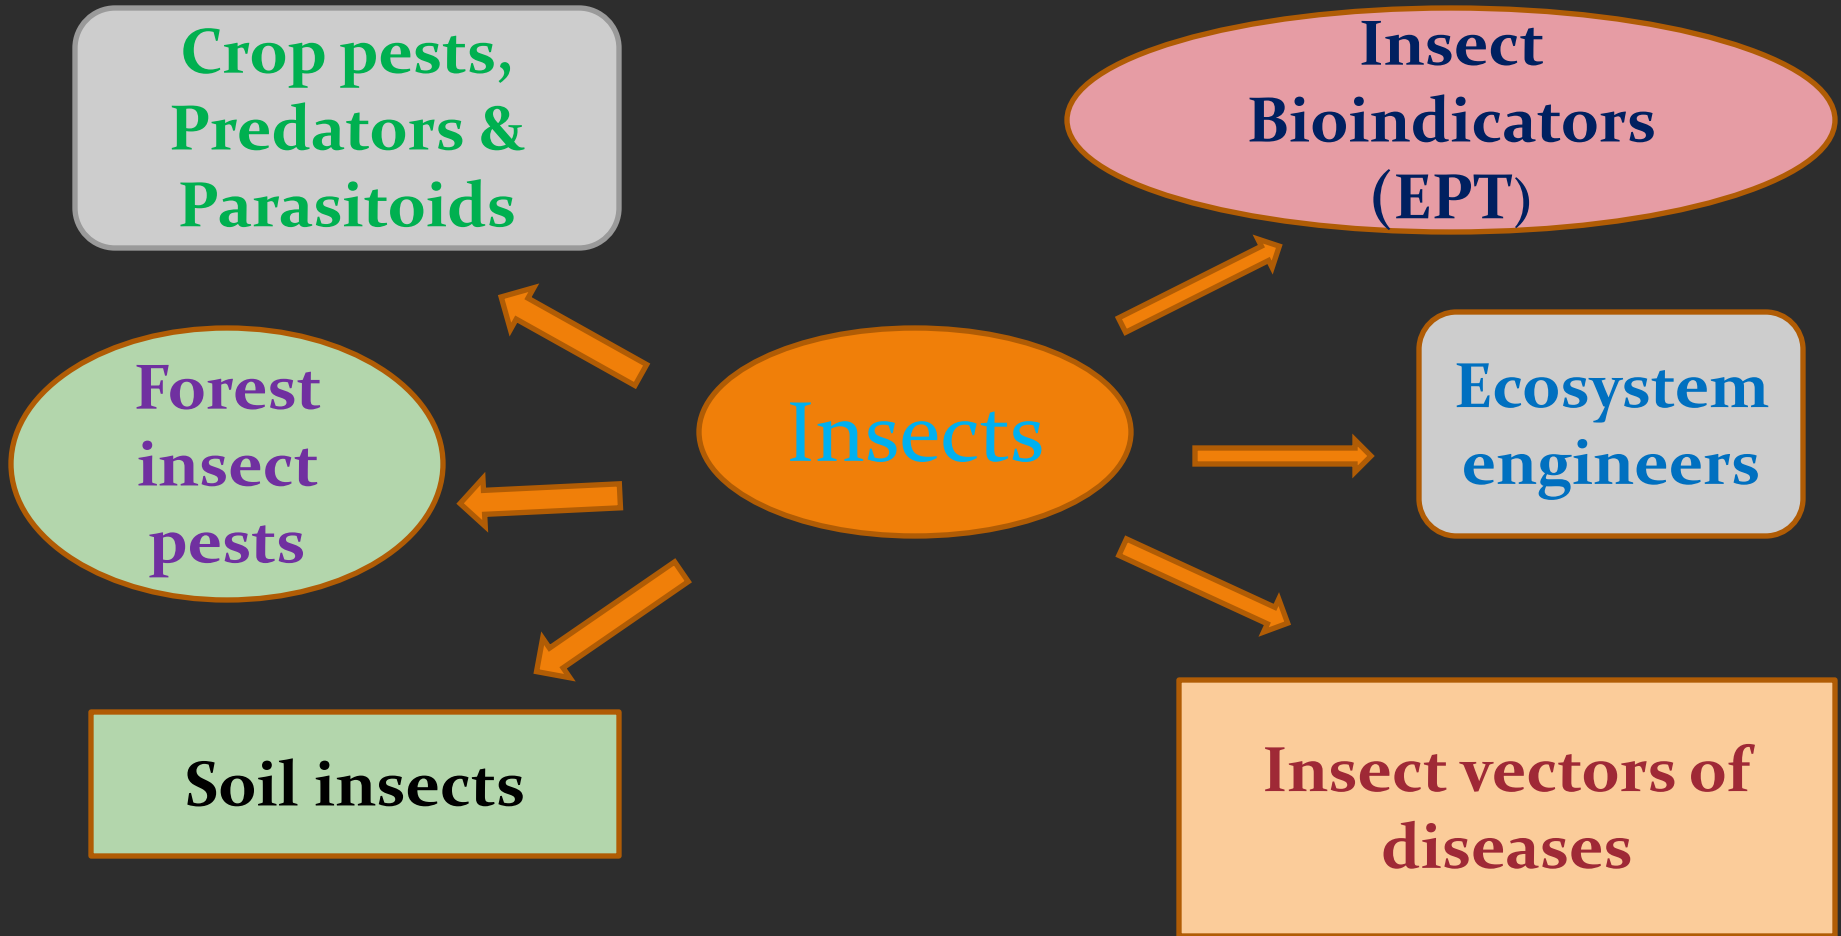 Crop pests,
Predators &
Parasitoids
Insect
Bioindicators
(EPT)
Forest
insect
pests
Insects
Ecosystem
engineers
Soil insects
Insect vectors of
diseases